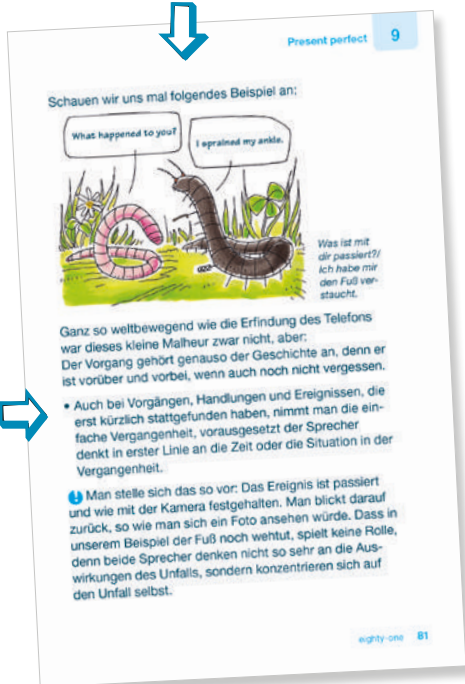 Present perfect 9
Schauen wir uns mal folgendes Beispiel an:
What happened to you?
I sprained my ankle.
Was ist mit
dir passiert?/
Ich habe mir
den Fuß ver-
staucht.
Ganz so weltbewegend wie die Erfindung des Telefons
war dieses kleine Malheur zwar nicht, aber:
Der Vorgang gehört genauso der Geschichte an, denn er
ist vorüber und vorbei, wenn auch noch nicht vergessen.
• Auch bei Vorgängen, Handlungen und Ereignissen, die
erst kürzlich stattgefunden haben, nimmt man die ein-
fache Vergangenheit, vorausgesetzt der Sprecher
denkt in erster Linie an die Zeit oder die Situation in der
Vergangenheit.
! Man stelle sich das so vor: Das Ereignis ist passiert
und wie mit der Kamera festgehalten. Man blickt darauf
zurück, so wie man sich ein Foto ansehen würde. Dass in
unserem Beispiel der Fuß noch wehtut, spielt keine Rolle,
denn beide Sprecher denken nicht so sehr an die Aus-
wirkungen des Unfalls, sondern konzentrieren sich auf
den Unfall selbst.
eighty-one 81